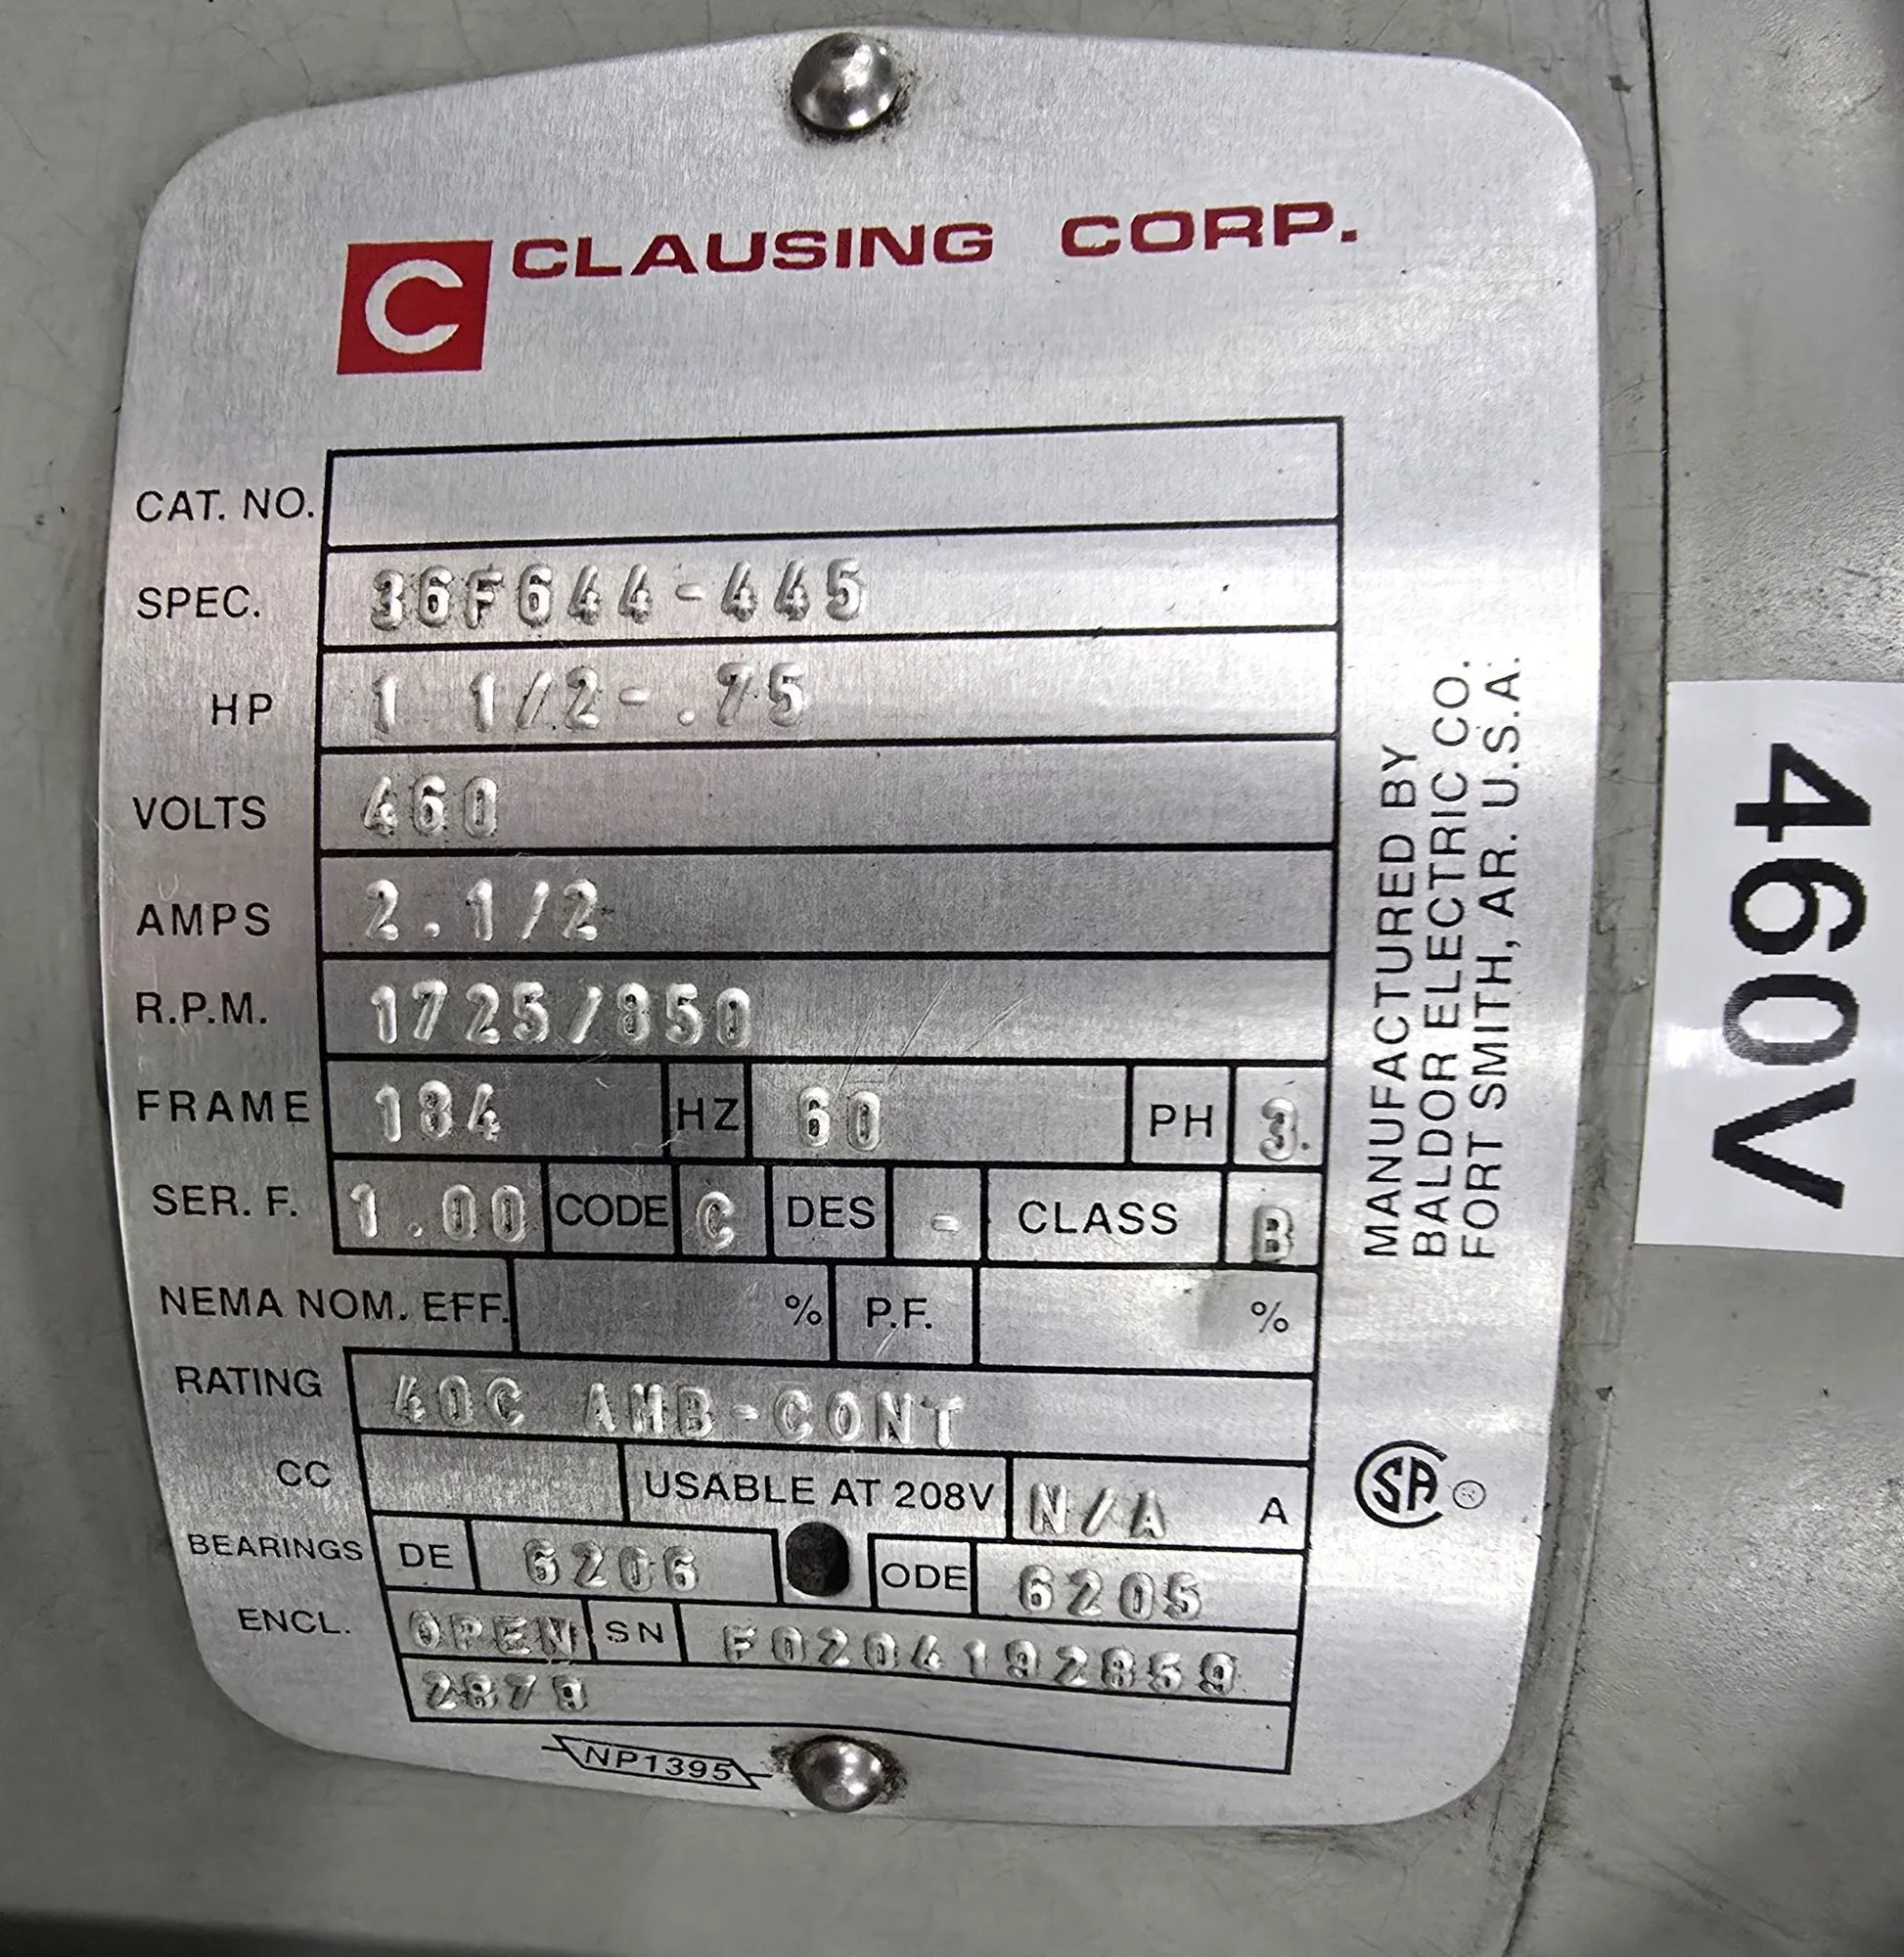 C CLAUSING CORP.
CAT. NO.
SPEC. 36F644-445
HP 1 1/2-.75
VOLTS 460
AMPS 2.1/2
R.P.M. 1725/850
FRAME 184 HZ 60 PH 3
SER. F. 1.00 CODE C DES - CLASS B
NEMA NOM. EFF. % P.F. %
RATING 40C AMB-CONT
CC USABLE AT 208V N/A A
BEARINGS DE 6206 ODE 6205
ENCL. OPEN SN F0204192859
2879
NP1395
MANUFACTURED BY
BALDOR ELECTRIC CO.
FORT SMITH, AR. U.S.A.
SA ®
460V